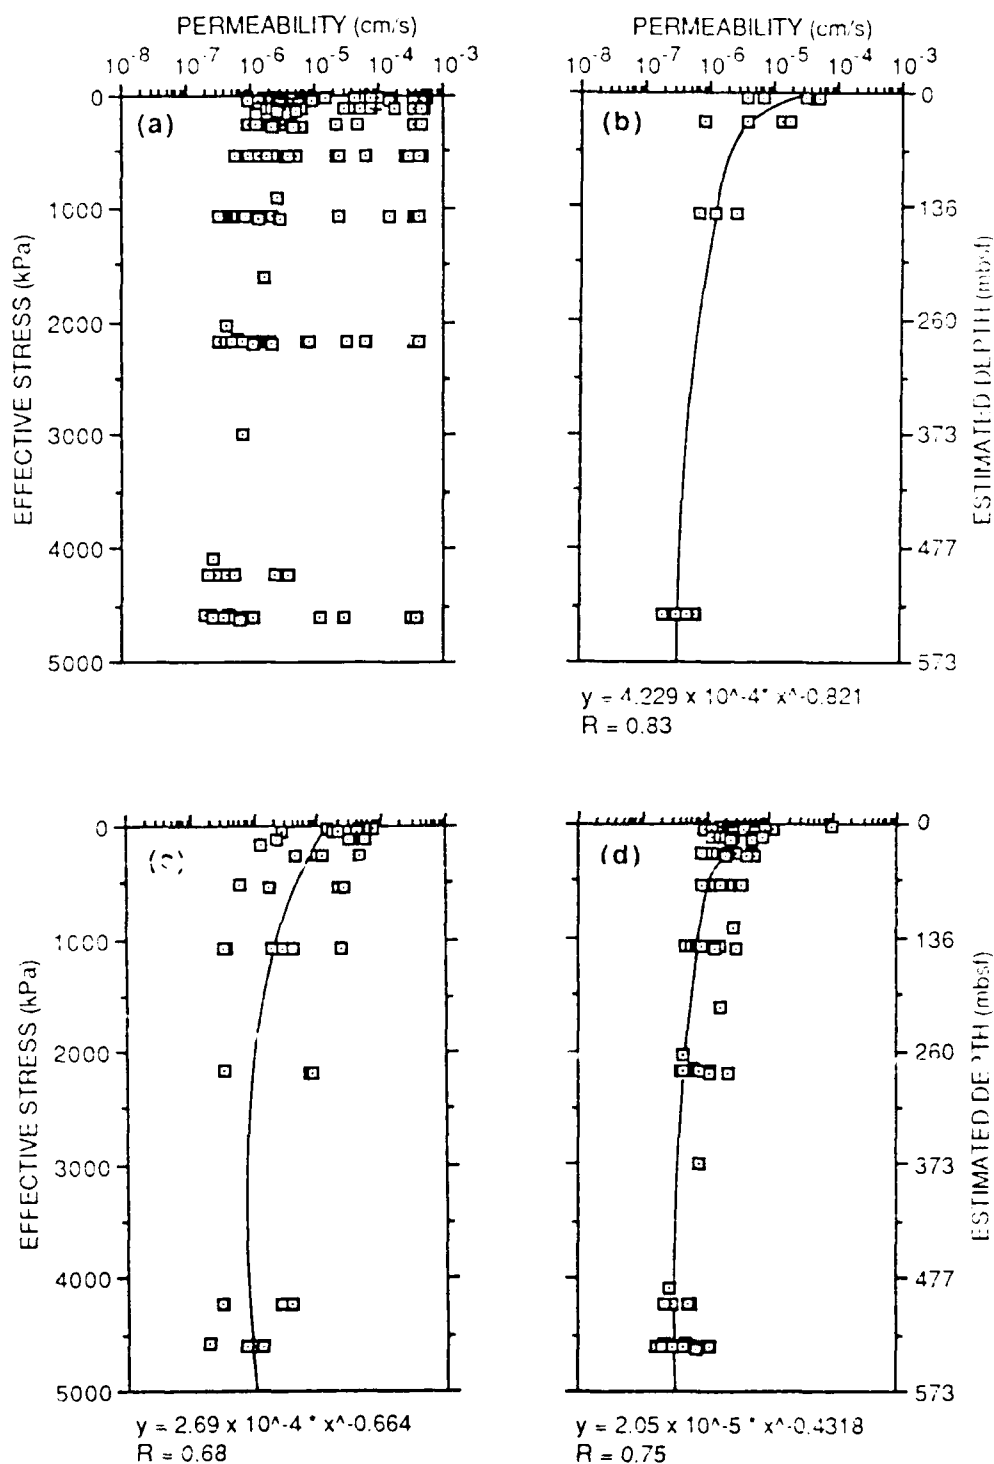 PERMEABILITY (cm/s)
10-8 10-7 10-6 10-5 10-4 10-3
PERMEABILITY (cm/s)
10-8 10-7 10-6 10-5 10-4 10-3
EFFECTIVE STRESS (kPa)
0
1000
2000
3000
4000
5000
(a)
(b)
0
136
260
373
477
573
ESTIMATED DEPTH (mbsf)
y = 4.229 x 10^-4* x^-0.821
R = 0.83
EFFECTIVE STRESS (kPa)
0
1000
2000
3000
4000
5000
(c)
(d)
0
136
260
373
477
573
ESTIMATED DEPTH (mbsf)
y = 2.69 x 10^-4 * x^-0.664
R = 0.68
y = 2.05 x 10^-5 * x^-0.4318
R = 0.75